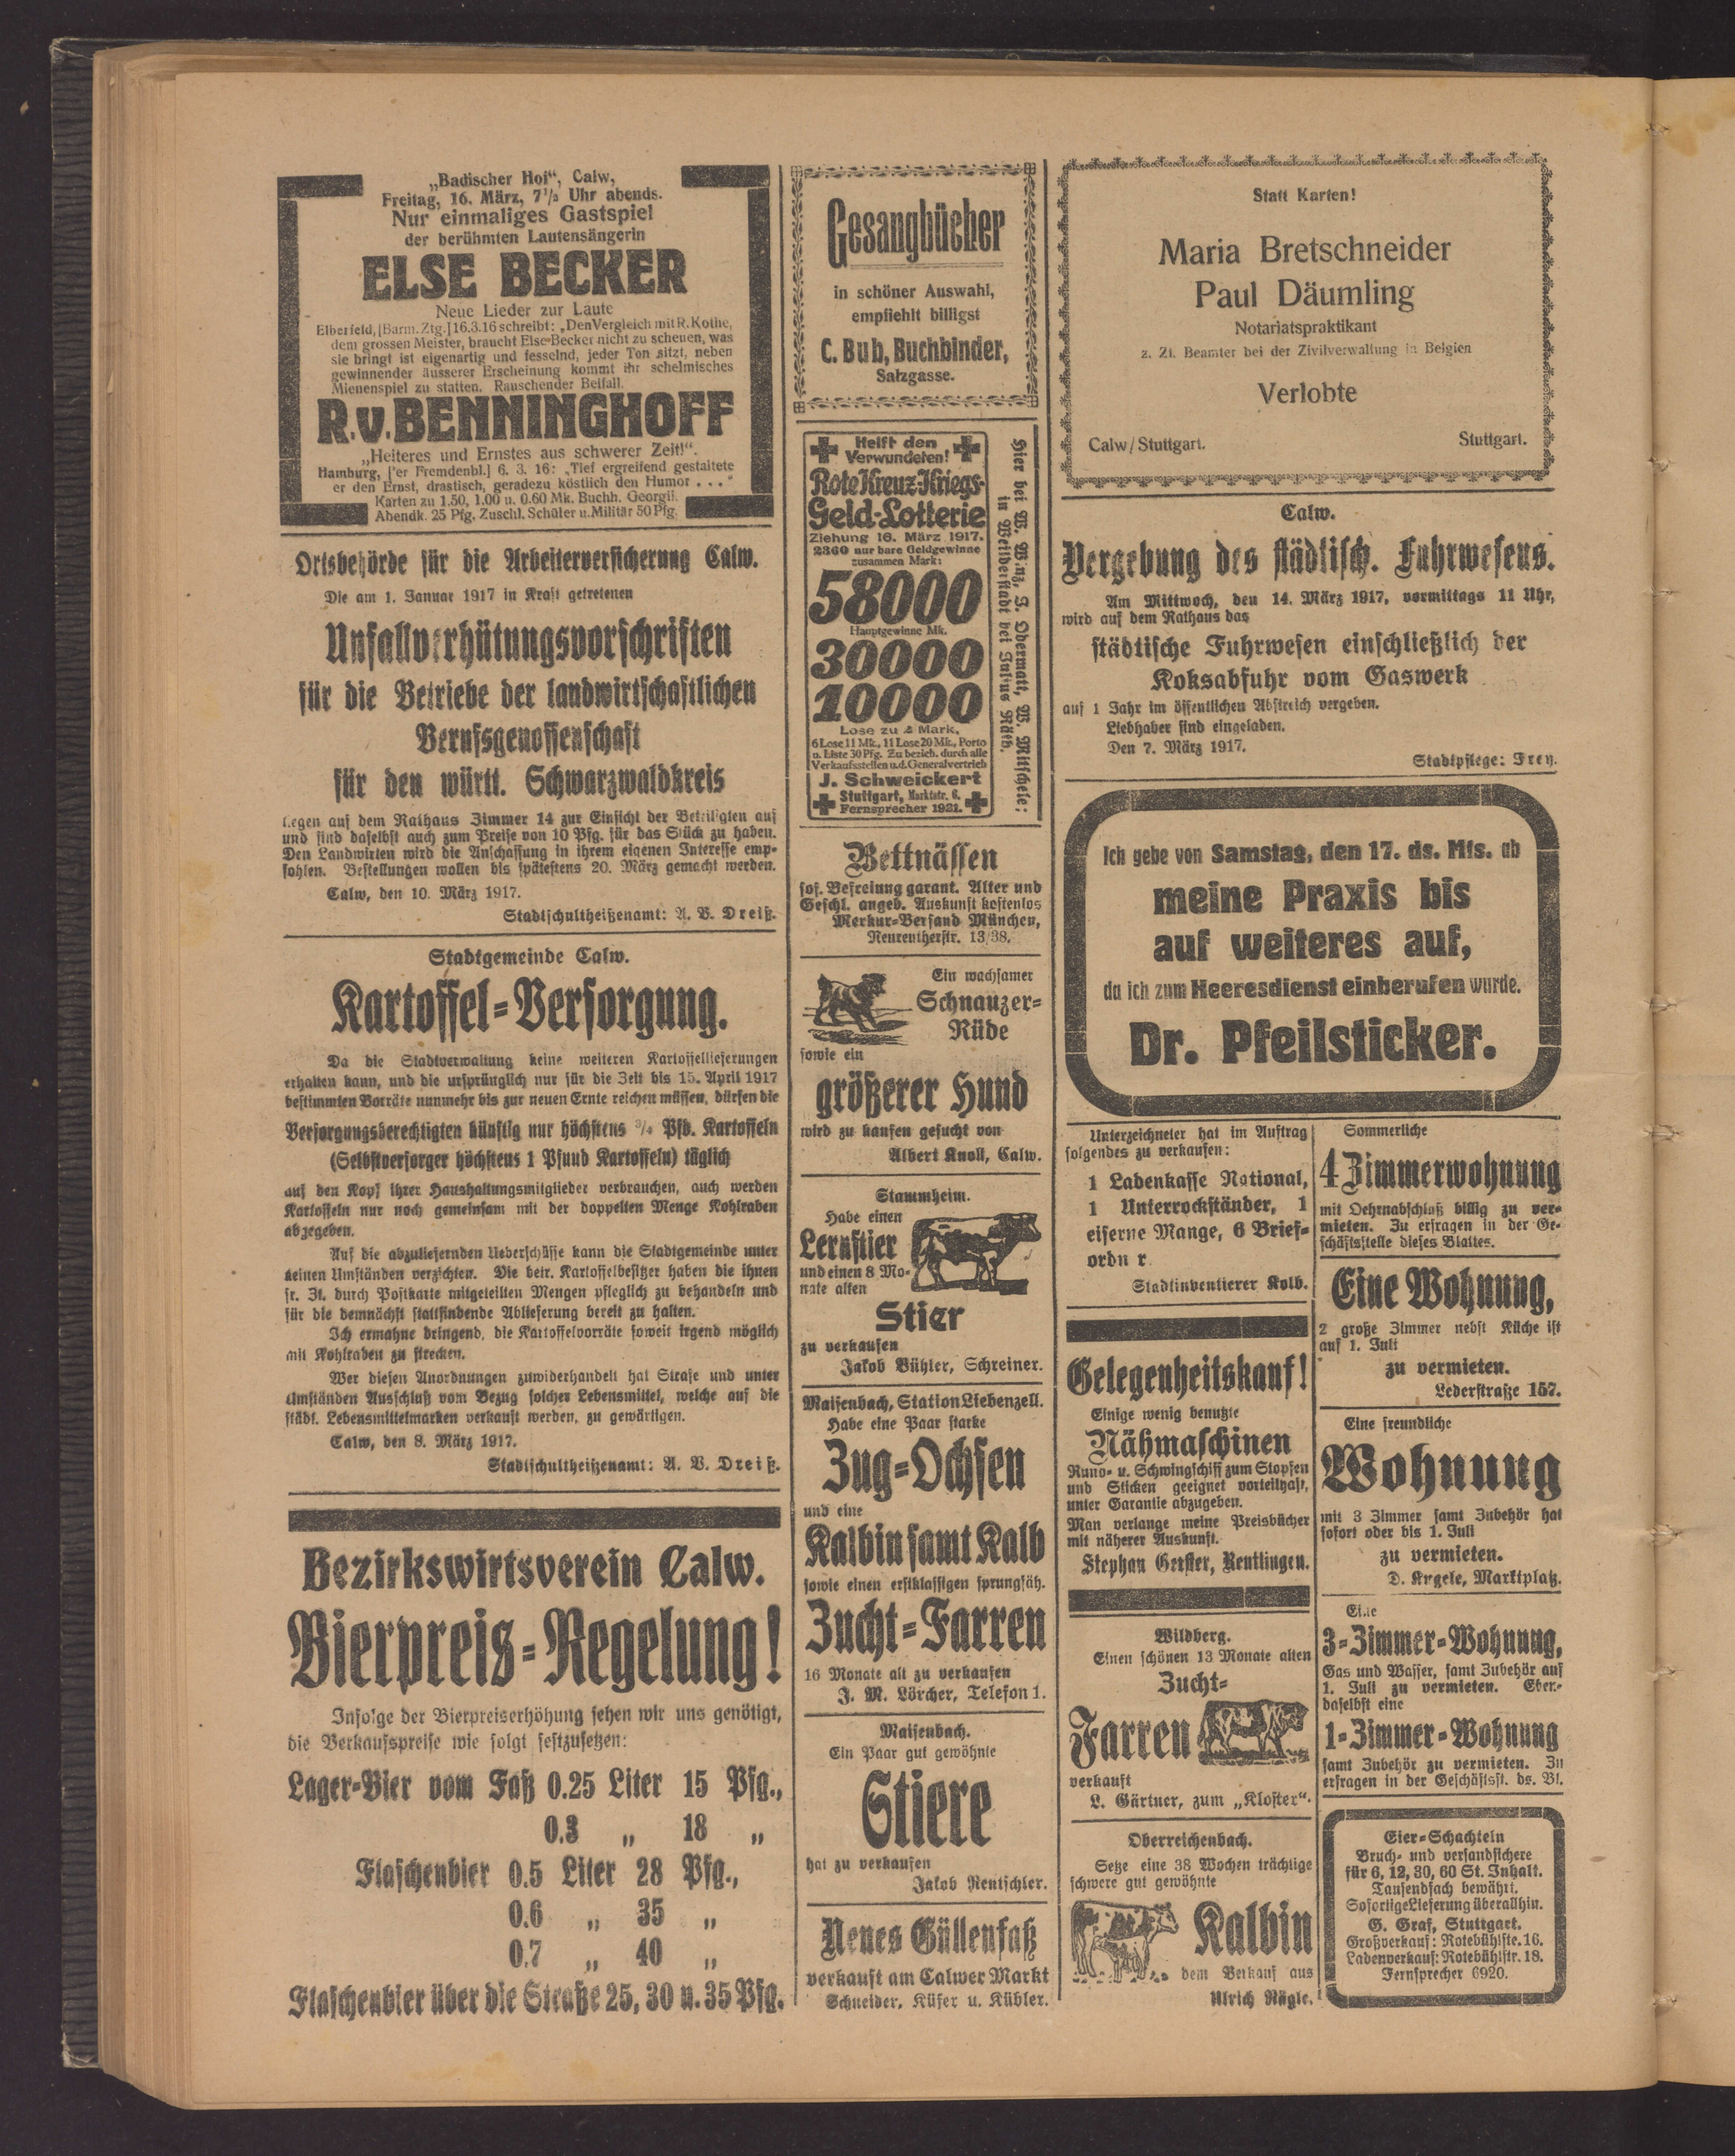 „Badischer Hof“, Calw,
Freitag, 16. März, 7½ Uhr abends.
Nur einmaliges Gastspiel
der berühmten Lautensängerin
ELSE BECKER
Neue Lieder zur Laute
Elberfeld, [Barm. Ztg.] 16.3.16 schreibt: „Den Vergleich mit R. Kothe,
dem grossen Meister, braucht Else Becker nicht zu scheuen, was
sie bringt ist eigenartig und fesselnd, jeder Ton sitzt, neben
gewinnender äusserer Erscheinung kommt ihr schelmisches
Mienenspiel zu statten. Rauschender Beifall.
R.v.BENNINGHOFF
„Heiteres und Ernstes aus schwerer Zeit!“.
Hamburg, ['er Fremdenbl.] 6. 3. 16: „Tief ergreifend gestaltete
er den Ernst, drastisch, geradezu köstlich den Humor . . .“
Karten zu 1.50, 1.00 u. 0.60 Mk. Buchh. Georgii.
Abendk. 25 Pfg. Zuschl. Schüler u. Militär 50 Pfg.
Ortsbehörde für die Arbeiterversicherung Calw.
Die am 1. Januar 1917 in Kraft getretenen
Unfallverhütungsvorschriften
für die Betriebe der landwirtschaftlichen
Berufsgenossenschaft
für den württ. Schwarzwaldkreis
liegen auf dem Rathaus Zimmer 14 zur Einsicht der Beteiligten auf
und sind daselbst auch zum Preise von 10 Pfg. für das Stück zu haben.
Den Landwirten wird die Anschaffung in ihrem eigenen Interesse emp-
fohlen. Bestellungen wollen bis spätestens 20. März gemacht werden.
Calw, den 10. März 1917.
Stadtschultheißenamt: A. V. Dreiß.
Stadtgemeinde Calw.
Kartoffel-Versorgung.
Da die Stadtverwaltung keine weiteren Kartoffellieferungen
erhalten kann, und die ursprünglich nur für die Zeit bis 15. April 1917
bestimmten Vorräte nunmehr bis zur neuen Ernte reichen müssen, dürfen die
Versorgungsberechtigten künftig nur höchstens ¾ Pfd. Kartoffeln
(Selbstversorger höchstens 1 Pfund Kartoffeln) täglich
auf den Kopf ihrer Haushaltungsmitglieder verbrauchen, auch werden
Kartoffeln nur noch gemeinsam mit der doppelten Menge Kohlraben
abgegeben.
Auf die abzuliefernden Ueberschüsse kann die Stadtgemeinde unter
keinen Umständen verzichten. Die betr. Kartoffelbesitzer haben die ihnen
sr. Zt. durch Postkarte mitgeteilten Mengen pfleglich zu behandeln und
für die demnächst stattfindende Ablieferung bereit zu halten.
Ich ermahne dringend, die Kartoffelvorräte soweit irgend möglich
mit Kohlraben zu strecken.
Wer diesen Anordnungen zuwiderhandelt hat Strafe und unter
Umständen Ausschluß vom Bezug solcher Lebensmittel, welche auf die
städt. Lebensmittelmarken verkauft werden, zu gewärtigen.
Calw, den 8. März 1917.
Stadtschultheißenamt: A. V. Dreiß.
Bezirkswirtsverein Calw.
Bierpreis-Regelung!
Infolge der Bierpreiserhöhung sehen wir uns genötigt,
die Verkaufspreise wie folgt festzusetzen:
Lager-Bier vom Faß 0.25 Liter 15 Pfg.,
0.3 „ 18 „
Flaschenbier 0.5 Liter 28 Pfg.,
0.6 „ 35 „
0.7 „ 40 „
Flaschenbier über die Straße 25, 30 u. 35 Pfg.
Gesangbücher
in schöner Auswahl,
empfiehlt billigst
C. Bub, Buchbinder,
Salzgasse.
Helft den
Verwundeten!
Rote Kreuz-Kriegs-
Geld-Lotterie
Ziehung 16. März 1917.
2360 nur bare Geldgewinne
zusammen Mark:
58000
Hauptgewinne Mk.
30000
10000
Lose zu 2 Mark,
6 Lose 11 Mk., 11 Lose 20 Mk., Porto
u. Liste 30 Pfg. Zu bezieh. durch alle
Verkaufsstellen u.d. Generalvertrieb
J. Schweickert
Stuttgart, Marktstr. 6.
Fernsprecher 1921.
Hier bei W. Winz, J. Obermatt, W. Mitschele;
in Weilderstadt bei Julius Räth.
Bettnässen
sof. Befreiung garant. Alter und
Geschl. angeb. Auskunft kostenlos
Merkur-Versand München,
Neureutherstr. 13/38.
Ein wachsamer
Schnauzer-
Rüde
sowie ein
größerer Hund
wird zu kaufen gesucht von
Albert Knoll, Calw.
Stammheim.
Habe einen
Lernstier
und einen 8 Mo-
nate alten
Stier
zu verkaufen
Jakob Bühler, Schreiner.
Maisenbach, Station Liebenzell.
Habe eine Paar starke
Zug-Ochsen
und eine
Kalbin samt Kalb
sowie einen erstklassigen sprungfäh.
Zucht-Farren
16 Monate alt zu verkaufen
J. M. Lörcher, Telefon 1.
Maisenbach.
Ein Paar gut gewöhnte
Stiere
hat zu verkaufen
Jakob Rentschler.
Neues Güllenfaß
verkauft am Calwer Markt
Schneider, Küfer u. Kübler.
Statt Karten!
Maria Bretschneider
Paul Däumling
Notariatspraktikant
z. Zt. Beamter bei der Zivilverwaltung in Belgien
Verlobte
Calw/Stuttgart. Stuttgart.
Calw.
Vergebung des städtisch. Fuhrwesens.
Am Mittwoch, den 14. März 1917, vormittags 11 Uhr,
wird auf dem Rathaus das
städtische Fuhrwesen einschließlich der
Koksabfuhr vom Gaswerk
auf 1 Jahr im öffentlichen Abstreich vergeben.
Liebhaber sind eingeladen.
Den 7. März 1917.
Stadtpflege: Frey.
Ich gebe von Samstag, den 17. ds. Mts. ab
meine Praxis bis
auf weiteres auf,
da ich zum Heeresdienst einberufen wurde.
Dr. Pfeilsticker.
Unterzeichneter hat im Auftrag
folgendes zu verkaufen:
1 Ladenkasse National,
1 Unterrockständer, 1
eiserne Mange, 6 Brief-
ordn r
Stadtinventierer Kolb.
Gelegenheitskauf!
Einige wenig benutzte
Nähmaschinen
Rund- u. Schwingschiff zum Stopfen
und Sticken geeignet vorteilhaft,
unter Garantie abzugeben.
Man verlange meine Preisbücher
mit näherer Auskunft.
Stephan Gerster, Reutlingen.
Wildberg.
Einen schönen 13 Monate alten
Zucht-
Farren
verkauft
L. Gärtner, zum „Kloster“.
Oberreichenbach.
Setze eine 38 Wochen trächtige
schwere gut gewöhnte
Kalbin
dem Verkauf aus
Ulrich Rägle.
Sommerliche
4 Zimmerwohnung
mit Oehrnabschluß billig zu ver-
mieten. Zu erfragen in der Ge-
schäftsstelle dieses Blattes.
Eine Wohnung,
2 große Zimmer nebst Küche ist
auf 1. Juli
zu vermieten.
Lederstraße 157.
Eine freundliche
Wohnung
mit 3 Zimmer samt Zubehör hat
sofort oder bis 1. Juli
zu vermieten.
D. Krgele, Marktplatz.
Eine
3-Zimmer-Wohnung,
Gas und Wasser, samt Zubehör auf
1. Juli zu vermieten. Eben-
daselbst eine
1-Zimmer-Wohnung
samt Zubehör zu vermieten. Zu
erfragen in der Geschäftsst. ds. Bl.
Eier-Schachteln
Bruch- und versandsichere
für 6, 12, 30, 60 St. Inhalt.
Tausendfach bewährt.
Sofortige Lieferung überallhin.
G. Graf, Stuttgart.
Großverkauf: Rotebühlstr. 16.
Ladenverkauf: Rotebühlstr. 18.
Fernsprecher 6920.